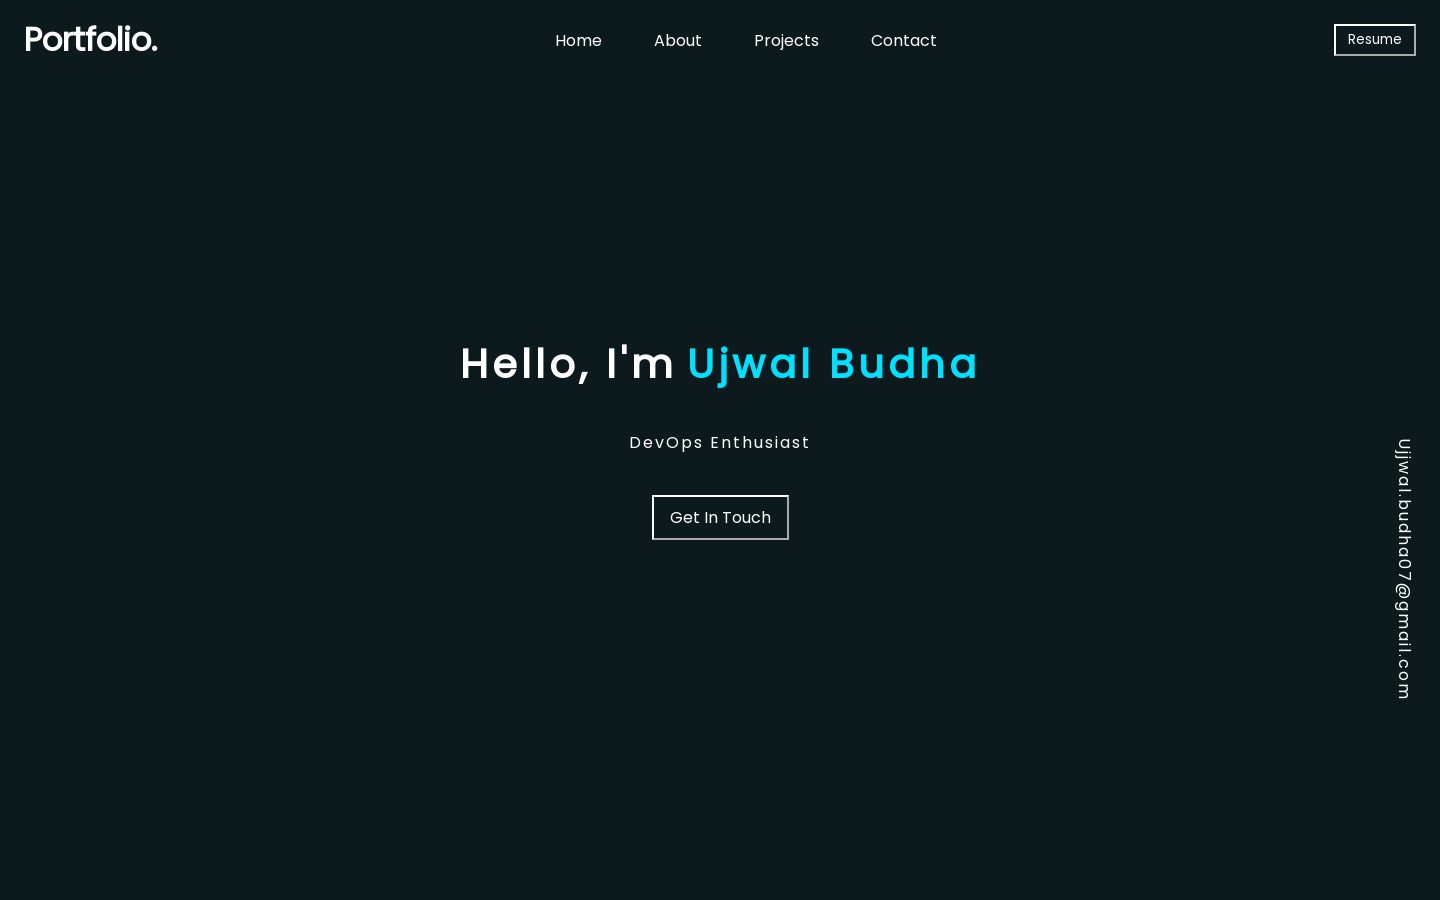 Portfolio.
Home
About
Projects
Contact
Resume
Hello, I'm Ujwal Budha
DevOps Enthusiast
Get In Touch
Ujjwal.budha07@gmail.com